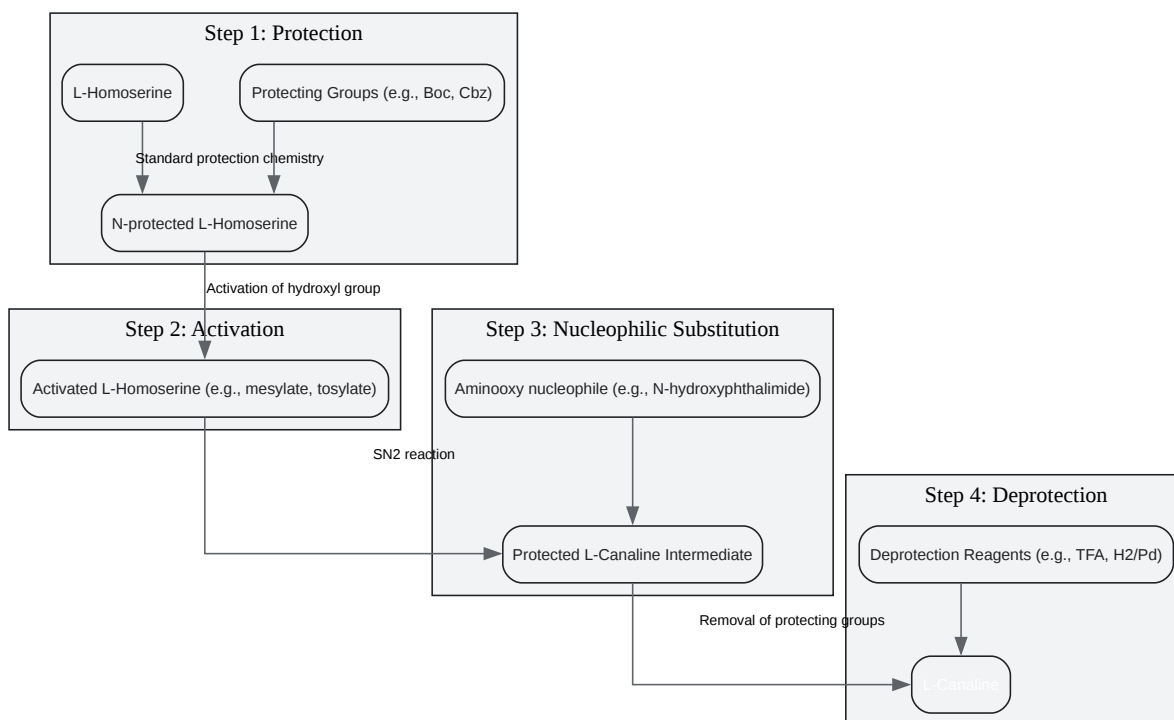 Step 1: Protection
L-Homoserine
Protecting Groups (e.g., Boc, Cbz)
Standard protection chemistry
N-protected L-Homoserine
Activation of hydroxyl group
Step 2: Activation
Activated L-Homoserine (e.g., mesylate, tosylate)
Step 3: Nucleophilic Substitution
Aminooxy nucleophile (e.g., N-hydroxyphthalimide)
SN2 reaction
Protected L-Canaline Intermediate
Step 4: Deprotection
Deprotection Reagents (e.g., TFA, H2/Pd)
Removal of protecting groups
L-Canaline